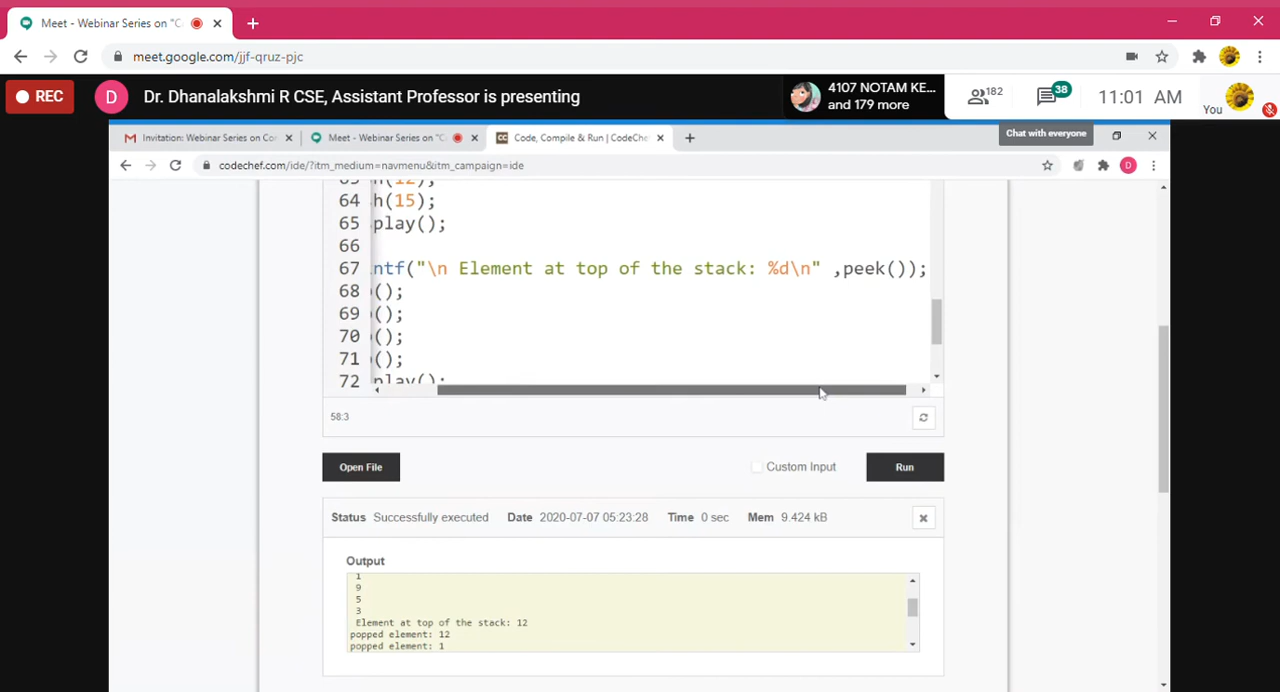 Meet - Webinar Series on "C
meet.google.com/jjf-qruz-pjc
REC
D
Dr. Dhanalakshmi R CSE, Assistant Professor is presenting
4107 NOTAM KE...
and 179 more
182
38
11:01 AM
You
Invitation: Webinar Series on Con
Meet - Webinar Series on "C
Code, Compile & Run | CodeChef
Chat with everyone
codechef.com/ide/?itm_medium=navmenu&itm_campaign=ide
D
63 h(12);
64 h(15);
65 play();
66
67 ntf("\n Element at top of the stack: %d\n" ,peek());
68 ();
69 ();
70 ();
71 ();
72 play();
58:3
Open File
Custom Input
Run
Status Successfully executed Date 2020-07-07 05:23:28 Time 0 sec Mem 9.424 kB
Output
1
9
5
3
Element at top of the stack: 12
popped element: 12
popped element: 1